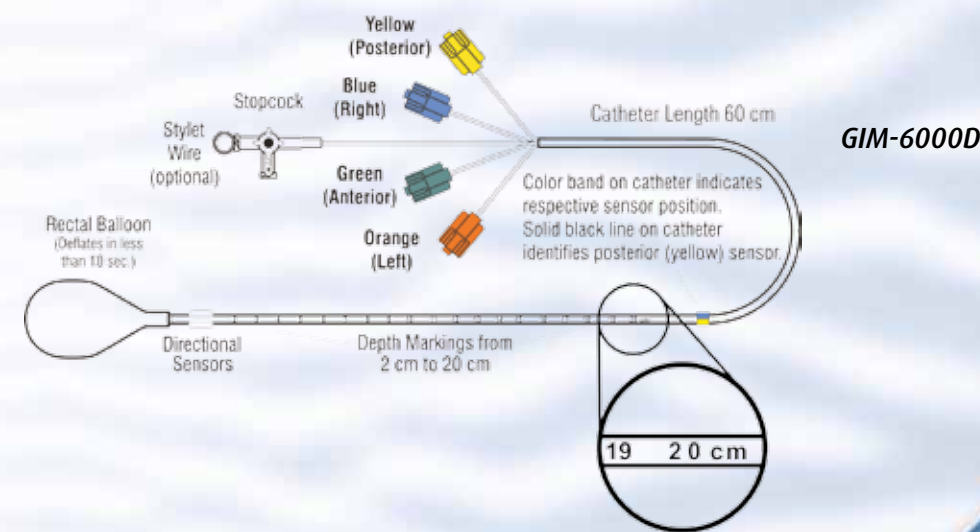 Yellow
(Posterior)
Blue
(Right)
Stopcock
Catheter Length 60 cm
GIM-6000D
Stylet
Wire
(optional)
Green
(Anterior)
Color band on catheter indicates
respective sensor position.
Solid black line on catheter
identifies posterior (yellow) sensor.
Orange
(Left)
Rectal Balloon
(Deflates in less
than 10 sec.)
Directional
Sensors
Depth Markings from
2 cm to 20 cm
19 20 cm